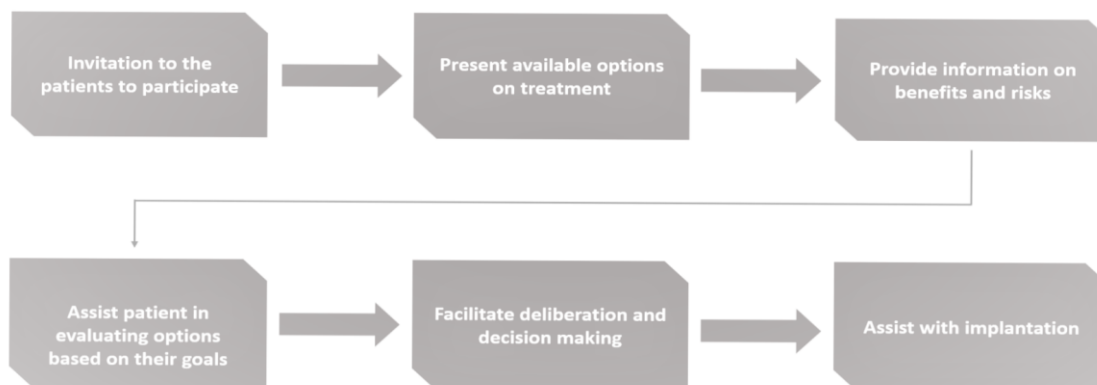 Invitation to the
patients to participate
Present available options
on treatment
Provide information on
benefits and risks
Assist patient in
evaluating options
based on their goals
Facilitate deliberation and
decision making
Assist with implantation